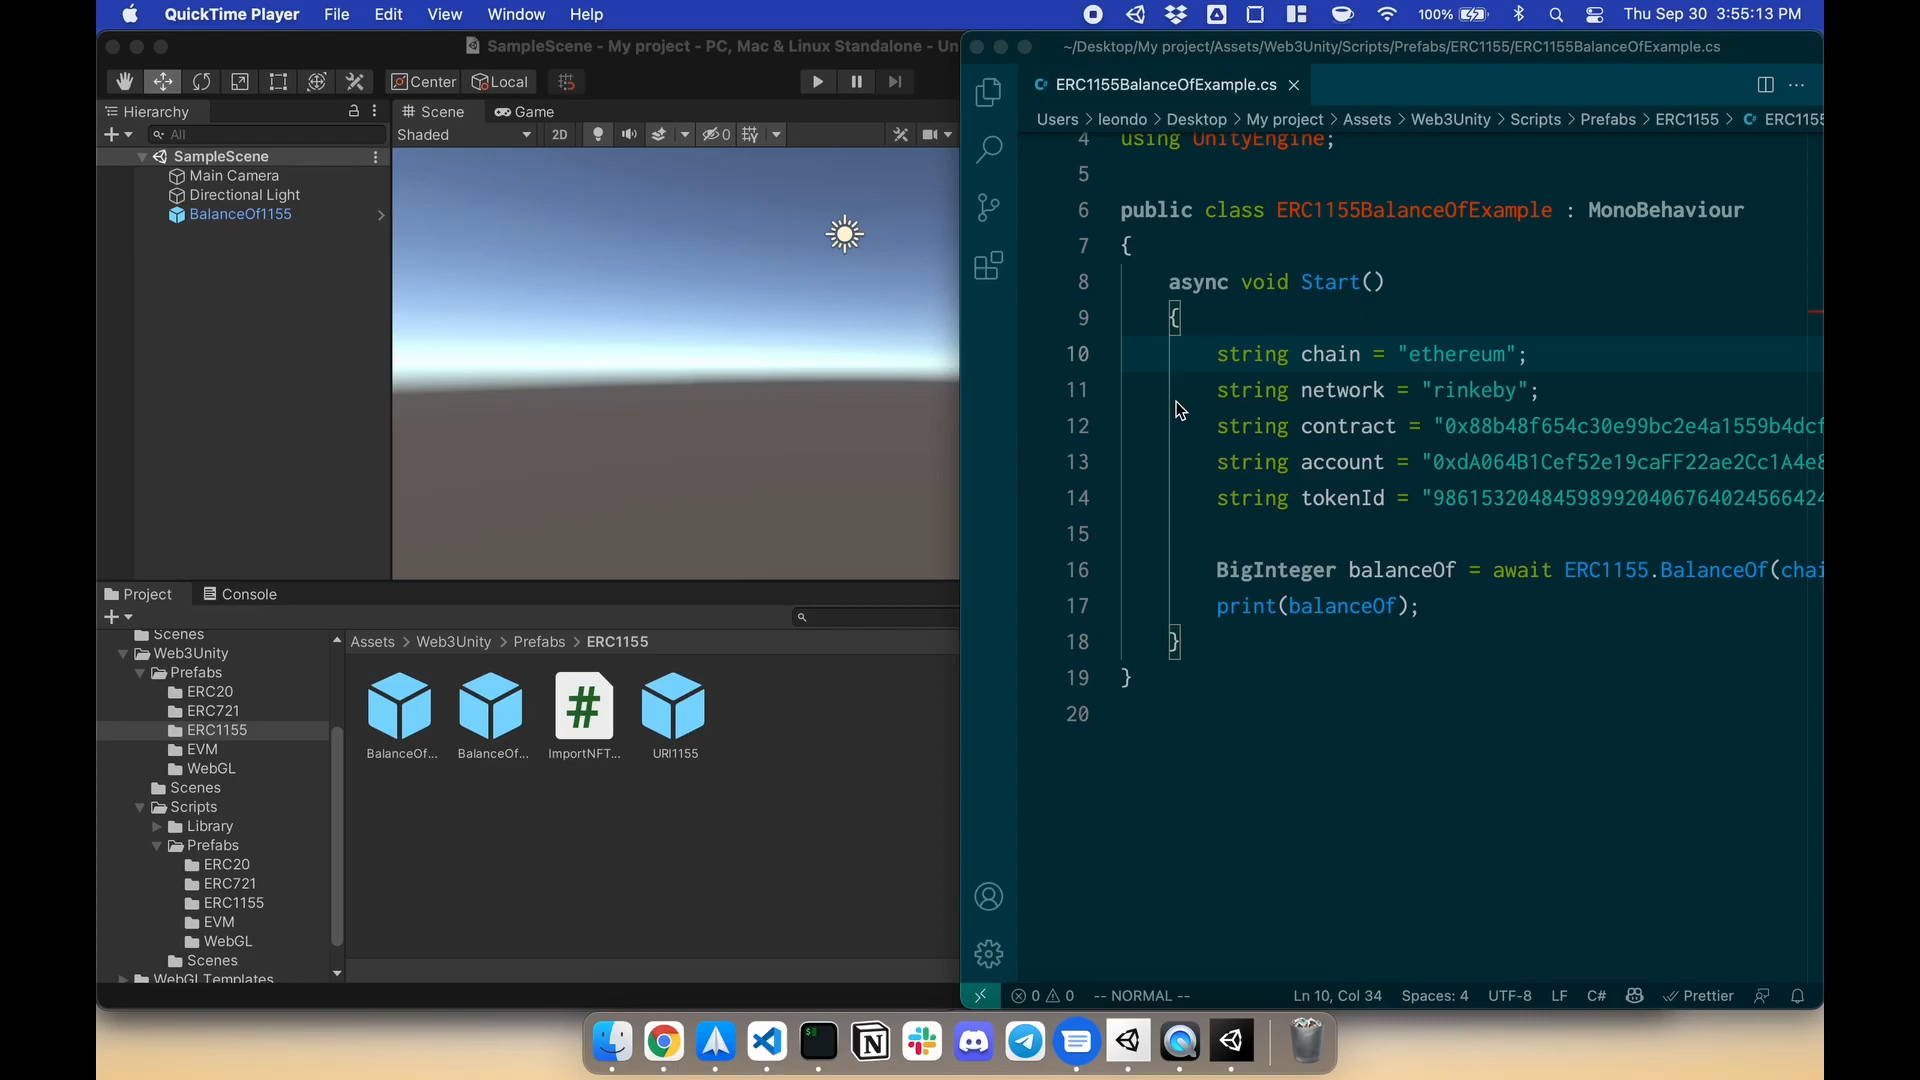 QuickTime Player File Edit View Window Help 100% Thu Sep 30 3:55:13 PM
SampleScene - My project - PC, Mac & Linux Standalone - Un
Center Local
Hierarchy
All
SampleScene
Main Camera
Directional Light
BalanceOf1155
# Scene Game
Shaded 2D 0
~/Desktop/My project/Assets/Web3Unity/Scripts/Prefabs/ERC1155/ERC1155BalanceOfExample.cs
ERC1155BalanceOfExample.cs
Users > leondo > Desktop > My project > Assets > Web3Unity > Scripts > Prefabs > ERC1155 > ERC1155
4 using UnityEngine;
5
6 public class ERC1155BalanceOfExample : MonoBehaviour
7 {
8 async void Start()
9 {
10 string chain = "ethereum";
11 string network = "rinkeby";
12 string contract = "0x88b48f654c30e99bc2e4a1559b4dcf
13 string account = "0xdA064B1Cef52e19caFF22ae2Cc1A4e8
14 string tokenId = "986153204845989920406764024566424
15
16 BigInteger balanceOf = await ERC1155.BalanceOf(chai
17 print(balanceOf);
18 }
19 }
20
Project Console
Scenes
Web3Unity
Prefabs
ERC20
ERC721
ERC1155
EVM
WebGL
Scenes
Scripts
Library
Prefabs
ERC20
ERC721
ERC1155
EVM
WebGL
Scenes
WebGLTemplates
Assets > Web3Unity > Prefabs > ERC1155
BalanceOf... BalanceOf... ImportNFT... URI1155
0 0 -- NORMAL -- Ln 10, Col 34 Spaces: 4 UTF-8 LF C# Prettier